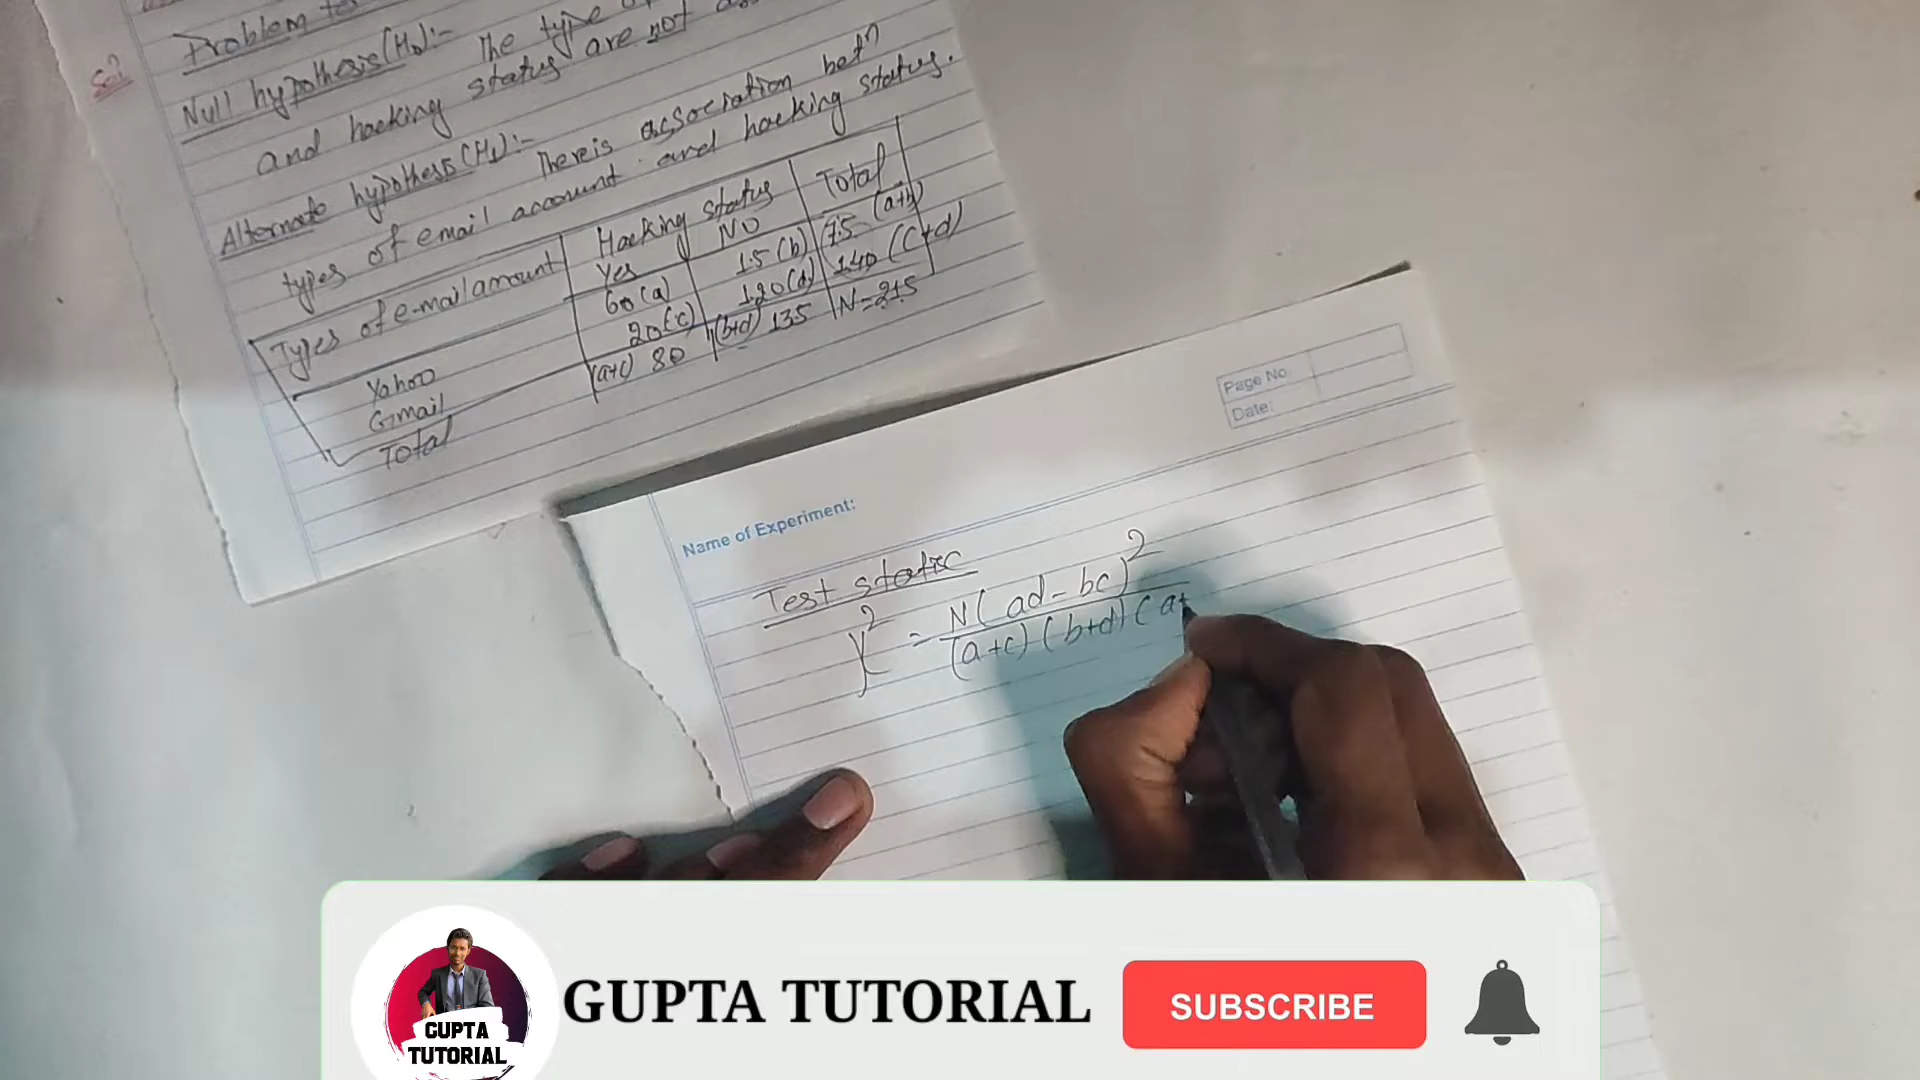 Sol
Problem to
Null hypothesis (H₀):- The type of
and hacking status are not
Alternate hypothesis (H₁):- There is association betn
types of email account and hacking status.
Types of e-mail amount Hacking status Total
Yes NO
Yahoo 60 (a) 15 (b) 75 (a+b)
Gmail 20 (c) 120 (d) 140 (c+d)
Total (a+c) 80 (b+d) 135 N=215
Page No.
Date:
Name of Experiment:
Test static
χ² = N(ad-bc)²
(a+c) (b+d) (a+
GUPTA TUTORIAL
GUPTA TUTORIAL
SUBSCRIBE